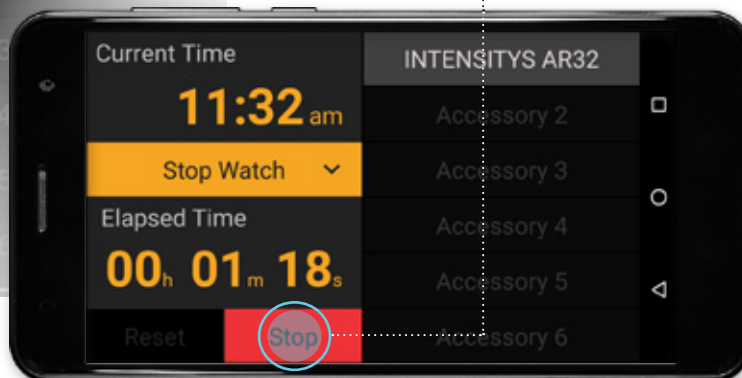 Current Time
11:32 am
Stop Watch
Elapsed Time
00h 01m 18s
Reset
Stop
INTENSITYS AR32
Accessory 2
Accessory 3
Accessory 4
Accessory 5
Accessory 6